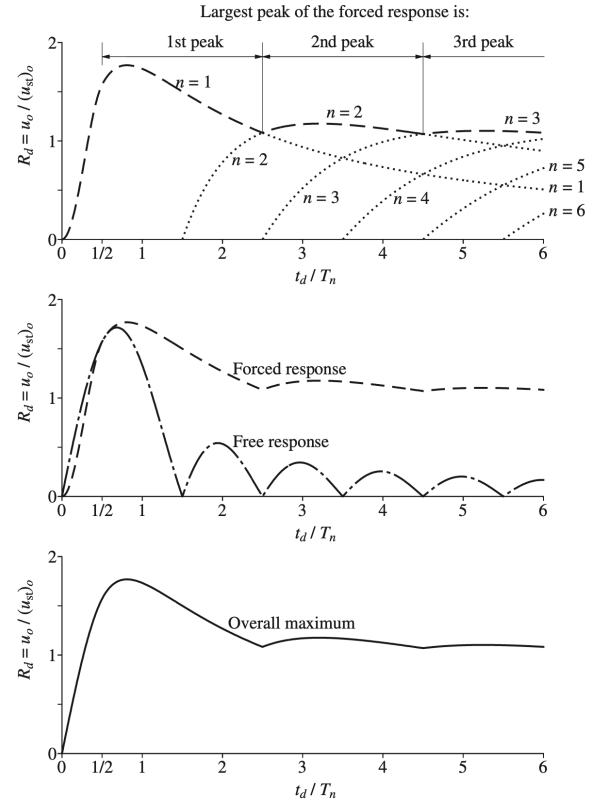 Largest peak of the forced response is:
1st peak
2nd peak
3rd peak
R_d = u_o / (u_st)_o
2
1
0
n = 1
n = 2
n = 3
n = 2
n = 3
n = 4
n = 5
n = 1
n = 6
0 1/2 1 2 3 4 5 6
t_d / T_n
R_d = u_o / (u_st)_o
2
1
0
Forced response
Free response
0 1/2 1 2 3 4 5 6
t_d / T_n
R_d = u_o / (u_st)_o
2
1
0
Overall maximum
0 1/2 1 2 3 4 5 6
t_d / T_n